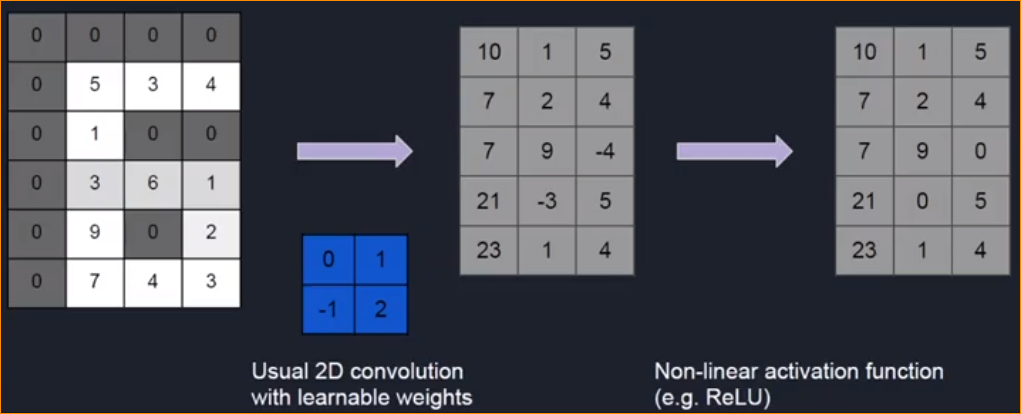 0 0 0 0
0 5 3 4
0 1 0 0
0 3 6 1
0 9 0 2
0 7 4 3
0 1
-1 2
10 1 5
7 2 4
7 9 -4
21 -3 5
23 1 4
10 1 5
7 2 4
7 9 0
21 0 5
23 1 4
Usual 2D convolution
with learnable weights
Non-linear activation function
(e.g. ReLU)